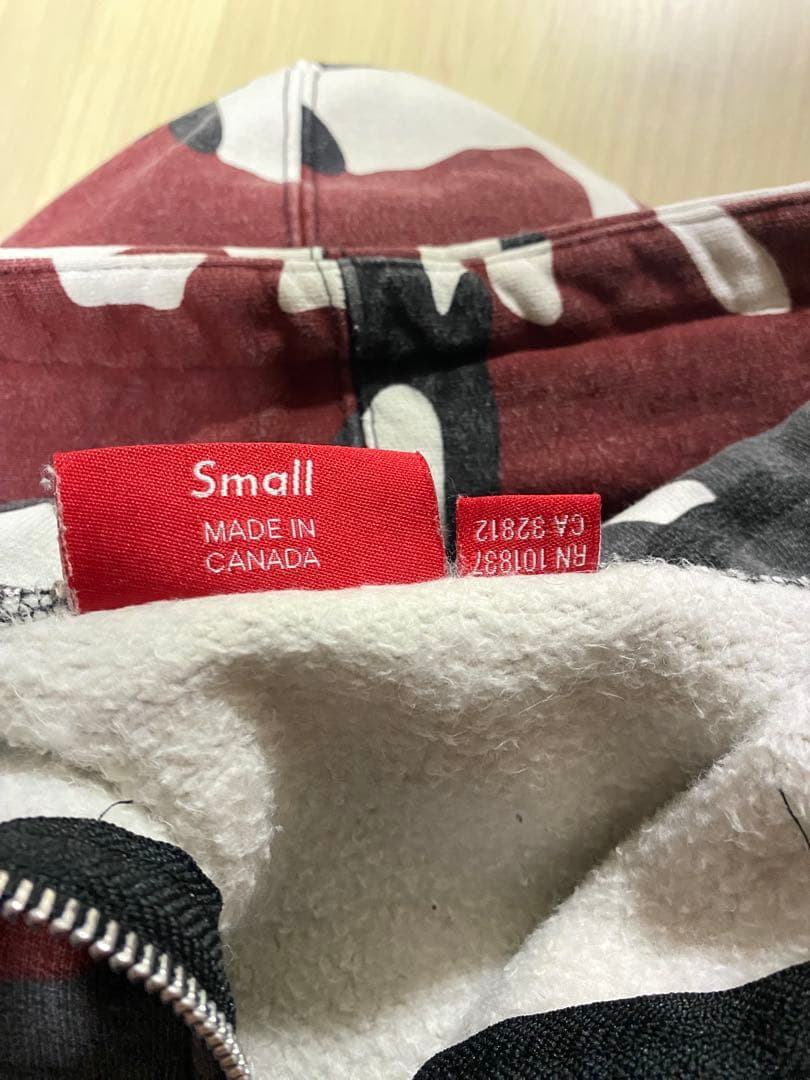 Small
MADE IN
CANADA
RN 101837
CA 32812